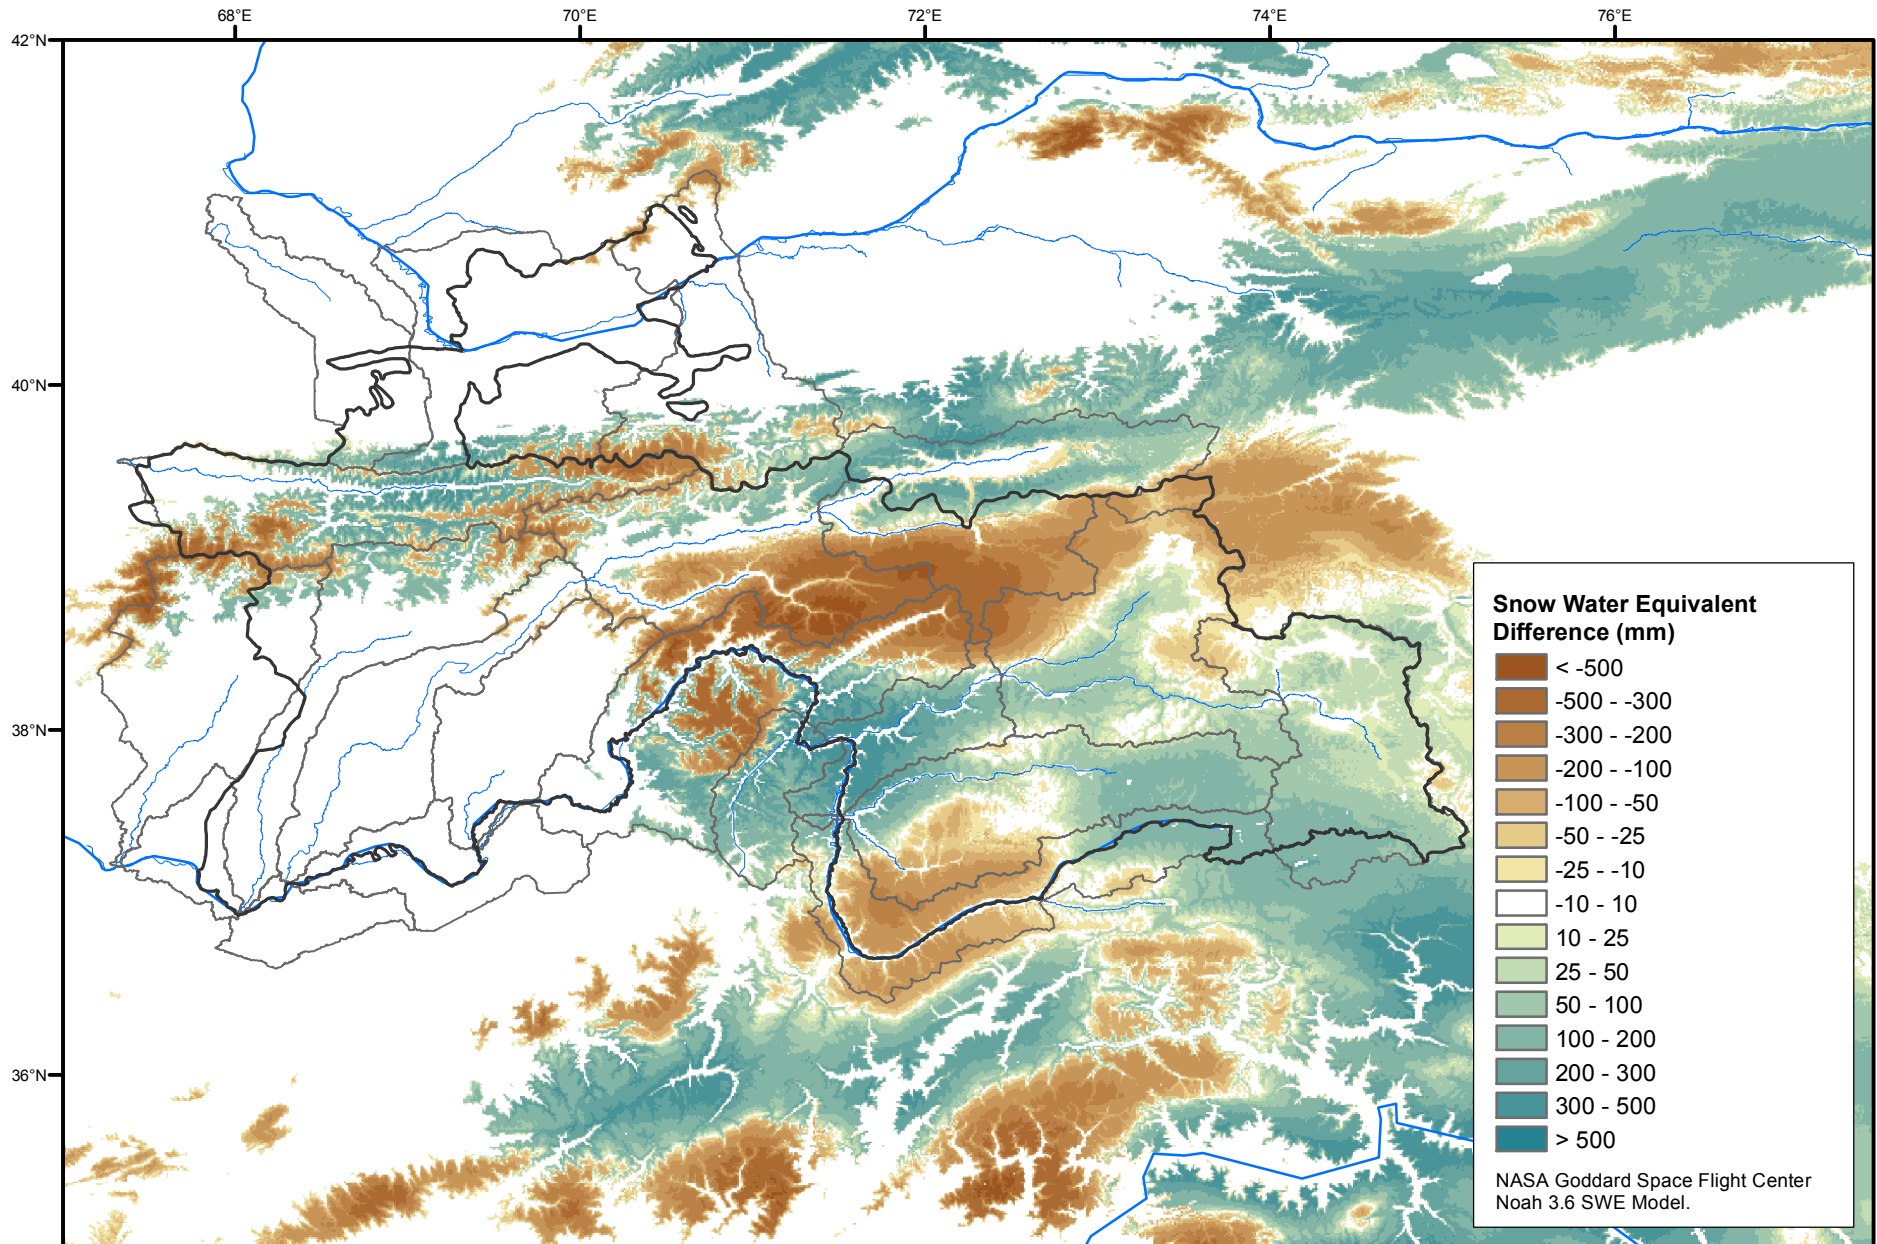 68°E
70°E
72°E
74°E
76°E
42°N
40°N
38°N
36°N
Snow Water Equivalent
Difference (mm)
< -500
-500 - -300
-300 - -200
-200 - -100
-100 - -50
-50 - -25
-25 - -10
-10 - 10
10 - 25
25 - 50
50 - 100
100 - 200
200 - 300
300 - 500
> 500
NASA Goddard Space Flight Center
Noah 3.6 SWE Model.